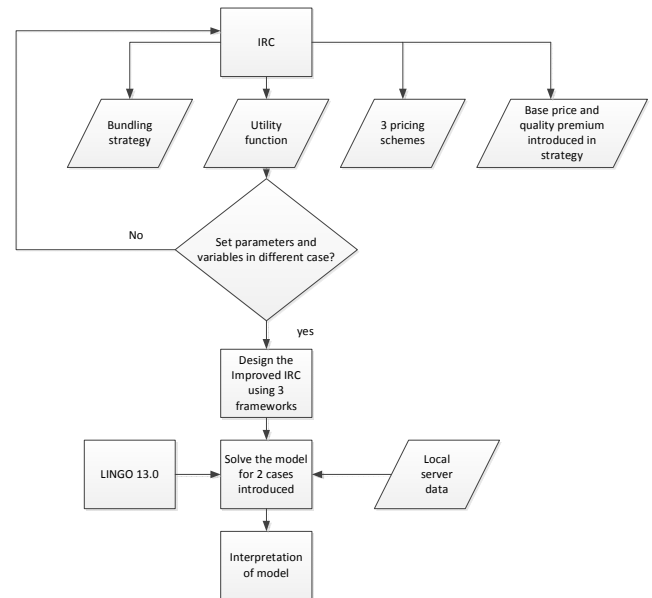 IRC
Bundling
strategy
Utility
function
3 pricing
schemes
Base price and
quality premium
introduced in
strategy
No
Set parameters and
variables in different case?
yes
Design the
Improved IRC
using 3
frameworks
LINGO 13.0
Solve the model
for 2 cases
introduced
Local
server
data
Interpretation
of model